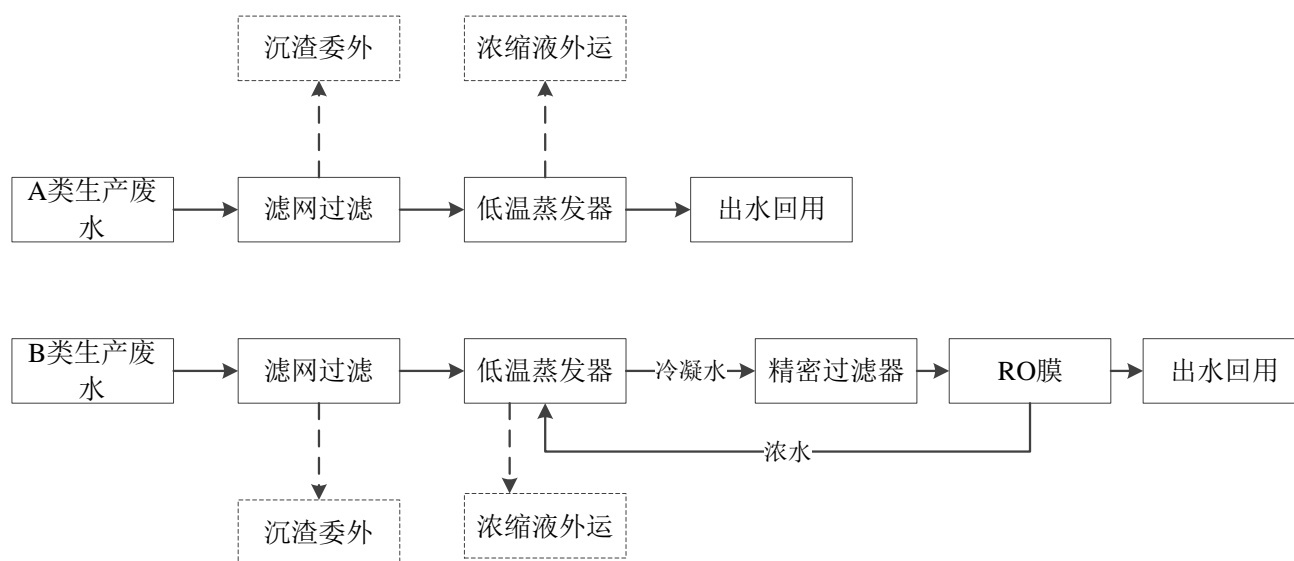 沉渣委外
浓缩液外运
A类生产废
水
滤网过滤
低温蒸发器
出水回用
B类生产废
水
滤网过滤
低温蒸发器
冷凝水
精密过滤器
RO膜
出水回用
浓水
沉渣委外
浓缩液外运